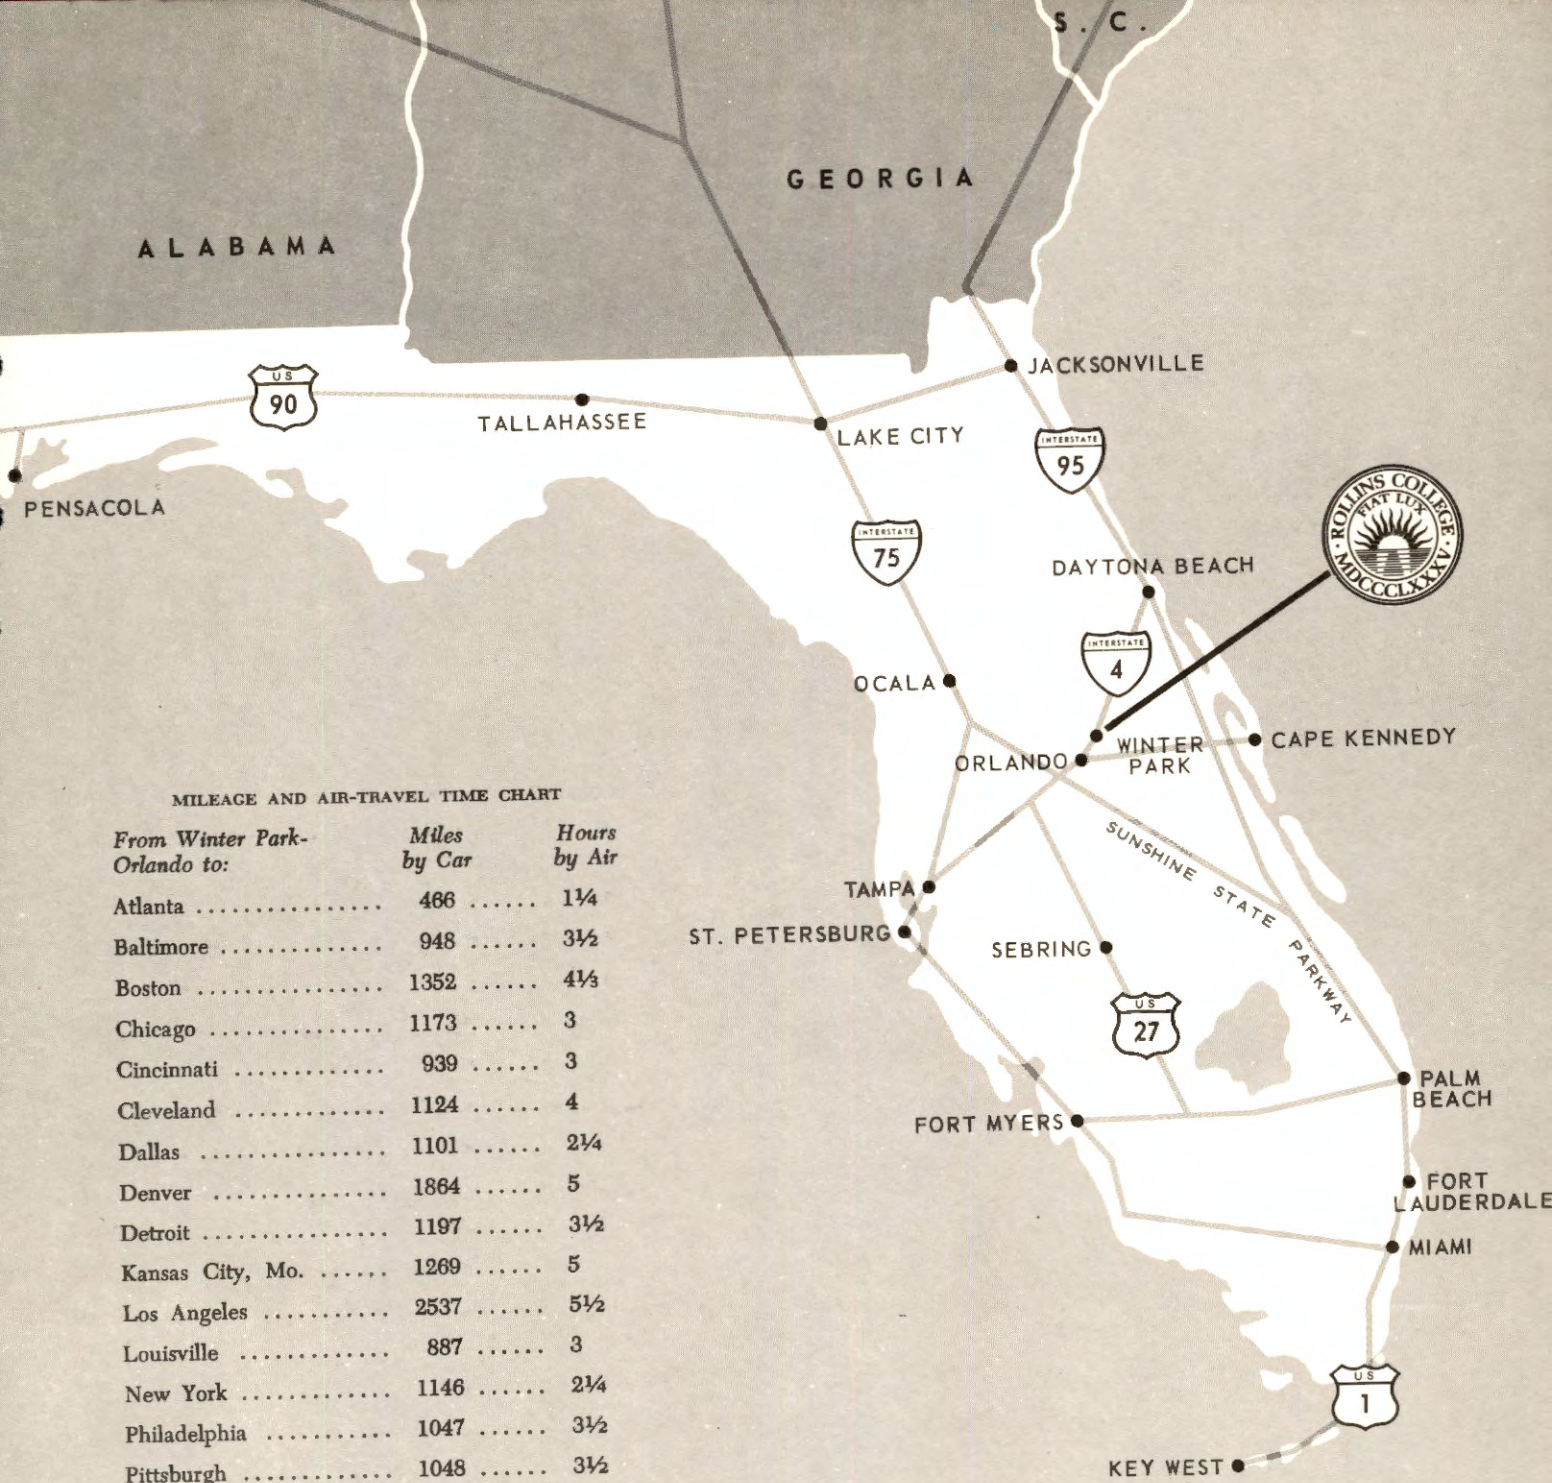 S. C.
GEORGIA
ALABAMA
JACKSONVILLE
US
90
TALLAHASSEE
LAKE CITY
INTERSTATE
95
PENSACOLA
ROLLINS COLLEGE
FIAT LUX
· MDCCCLXXXV ·
INTERSTATE
75
DAYTONA BEACH
INTERSTATE
4
OCALA
WINTER
PARK
CAPE KENNEDY
ORLANDO
SUNSHINE STATE PARKWAY
TAMPA
ST. PETERSBURG
SEBRING
US
27
PALM
BEACH
FORT MYERS
FORT
LAUDERDALE
MIAMI
US
1
KEY WEST
MILEAGE AND AIR-TRAVEL TIME CHART
From Winter Park- Miles Hours
Orlando to: by Car by Air
Atlanta ................ 466 ...... 1¼
Baltimore .............. 948 ...... 3½
Boston ................ 1352 ...... 4⅓
Chicago ............... 1173 ...... 3
Cincinnati ............. 939 ...... 3
Cleveland ............. 1124 ...... 4
Dallas ................ 1101 ...... 2¼
Denver ............... 1864 ...... 5
Detroit ................ 1197 ...... 3½
Kansas City, Mo. ...... 1269 ...... 5
Los Angeles ........... 2537 ...... 5½
Louisville ............. 887 ...... 3
New York ............. 1146 ...... 2¼
Philadelphia ........... 1047 ...... 3½
Pittsburgh ............. 1048 ...... 3½